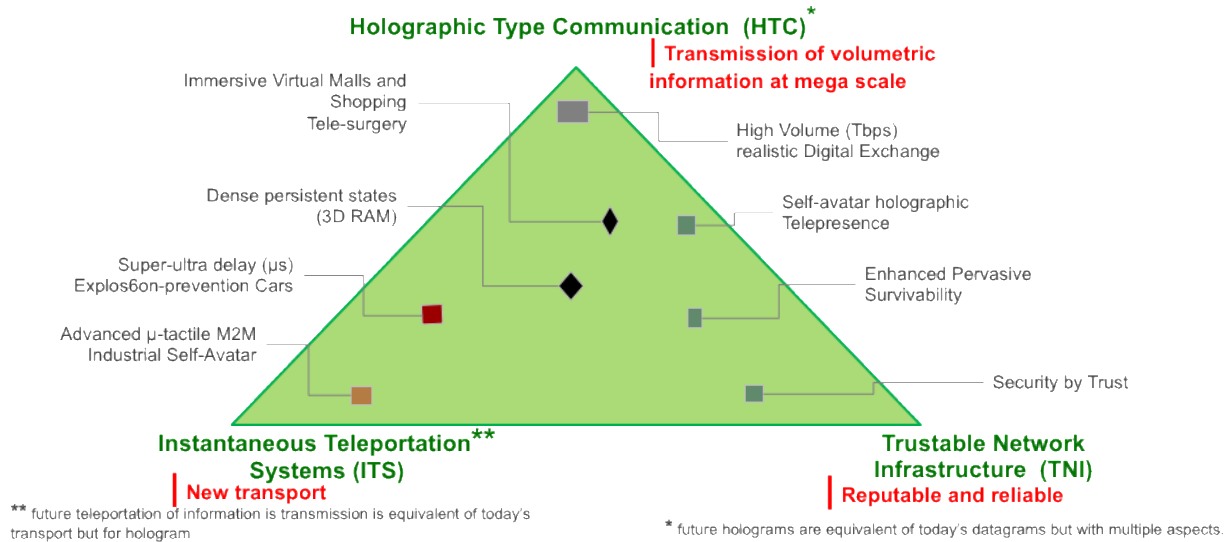 Holographic Type Communication (HTC)*
Transmission of volumetric
information at mega scale
Immersive Virtual Malls and
Shopping
Tele-surgery
High Volume (Tbps)
realistic Digital Exchange
Dense persistent states
(3D RAM)
Self-avatar holographic
Telepresence
Super-ultra delay (μs)
Explos6on-prevention Cars
Enhanced Pervasive
Survivability
Advanced μ-tactile M2M
Industrial Self-Avatar
Security by Trust
Instantaneous Teleportation**
Systems (ITS)
New transport
Trustable Network
Infrastructure (TNI)
Reputable and reliable
** future teleportation of information is transmission is equivalent of today's
transport but for hologram
* future holograms are equivalent of today's datagrams but with multiple aspects.